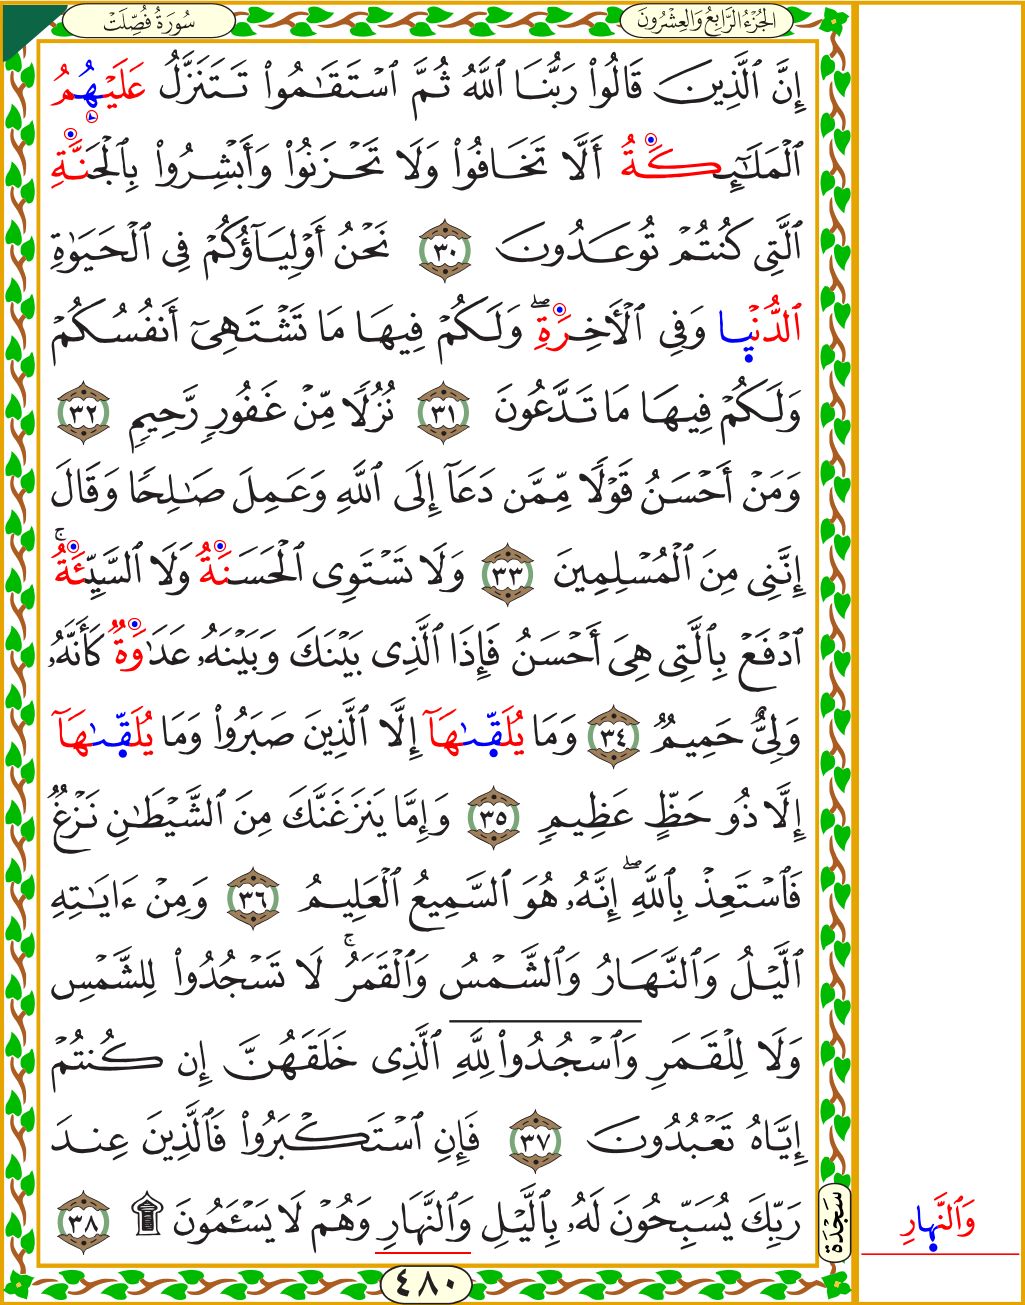 سُورَةُ فُصِّلَتْ
الجُزْءُ الرَّابِعُ وَالعِشْرُونَ
إِنَّ ٱلَّذِينَ قَالُوا۟ رَبُّنَا ٱللَّهُ ثُمَّ ٱسْتَقَـٰمُوا۟ تَتَنَزَّلُ عَلَيْهُمُ
ٱلْمَلَـٰٓئِكَةُ أَلَّا تَخَافُوا۟ وَلَا تَحْزَنُوا۟ وَأَبْشِرُوا۟ بِٱلْجَنَّةِ
ٱلَّتِى كُنتُمْ تُوعَدُونَ ٣٠ نَحْنُ أَوْلِيَآؤُكُمْ فِى ٱلْحَيَوٰةِ
ٱلدُّنْيٜا وَفِى ٱلْأَخِرَةِۖ وَلَكُمْ فِيهَا مَا تَشْتَهِىٓ أَنفُسُكُمْ
وَلَكُمْ فِيهَا مَا تَدَّعُونَ ٣١ نُزُلًا مِّنْ غَفُورٍ رَّحِيمٍ ٣٢
وَمَنْ أَحْسَنُ قَوْلًا مِّمَّن دَعَآ إِلَى ٱللَّهِ وَعَمِلَ صَـٰلِحًا وَقَالَ
إِنَّنِى مِنَ ٱلْمُسْلِمِينَ ٣٣ وَلَا تَسْتَوِى ٱلْحَسَنَةُ وَلَا ٱلسَّيِّئَةُۚ
ٱدْفَعْ بِٱلَّتِى هِىَ أَحْسَنُ فَإِذَا ٱلَّذِى بَيْنَكَ وَبَيْنَهُۥ عَدَٰوَةٌ كَأَنَّهُۥ
وَلِىٌّ حَمِيمٌ ٣٤ وَمَا يُلَقّٜىٰهَآ إِلَّا ٱلَّذِينَ صَبَرُوا۟ وَمَا يُلَقّٜىٰهَآ
إِلَّا ذُو حَظٍّ عَظِيمٍ ٣٥ وَإِمَّا يَنزَغَنَّكَ مِنَ ٱلشَّيْطَـٰنِ نَزْغٌ
فَٱسْتَعِذْ بِٱللَّهِۖ إِنَّهُۥ هُوَ ٱلسَّمِيعُ ٱلْعَلِيمُ ٣٦ وَمِنْ ءَايَـٰتِهِ
ٱلَّيْلُ وَٱلنَّهَارُ وَٱلشَّمْسُ وَٱلْقَمَرُۚ لَا تَسْجُدُوا۟ لِلشَّمْسِ
وَلَا لِلْقَمَرِ وَٱسْجُدُوا۟ لِلَّهِ ٱلَّذِى خَلَقَهُنَّ إِن كُنتُمْ
إِيَّاهُ تَعْبُدُونَ ٣٧ فَإِنِ ٱسْتَكْبَرُوا۟ فَٱلَّذِينَ عِندَ
رَبِّكَ يُسَبِّحُونَ لَهُۥ بِٱلَّيْلِ وَٱلنَّهَارِ وَهُمْ لَا يَسْـَٔمُونَ ۩ ٣٨
سَجْدَة
وَٱلنَّهٜارِ
٤٨٠